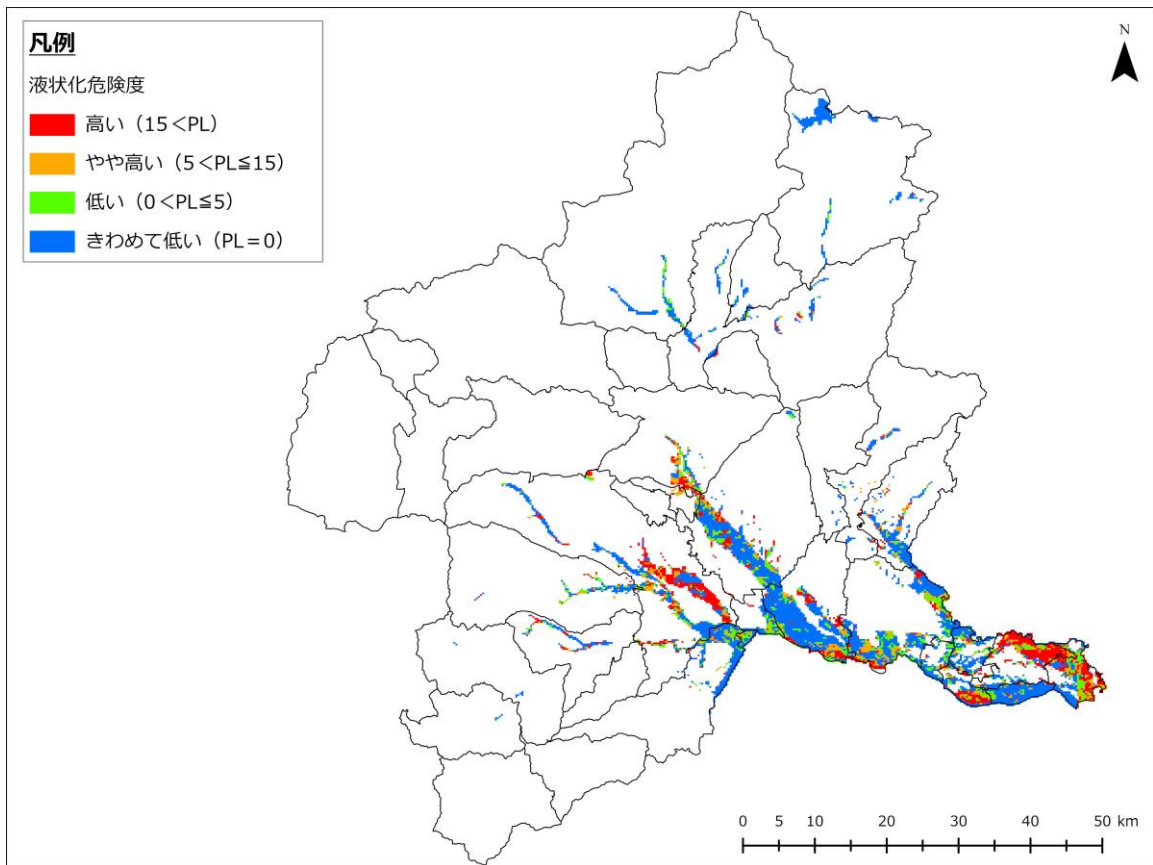 凡例
液状化危険度
高い（15＜PL）
やや高い（5＜PL≦15）
低い（0＜PL≦5）
きわめて低い（PL＝0）
N
0 5 10 20 30 40 50 km